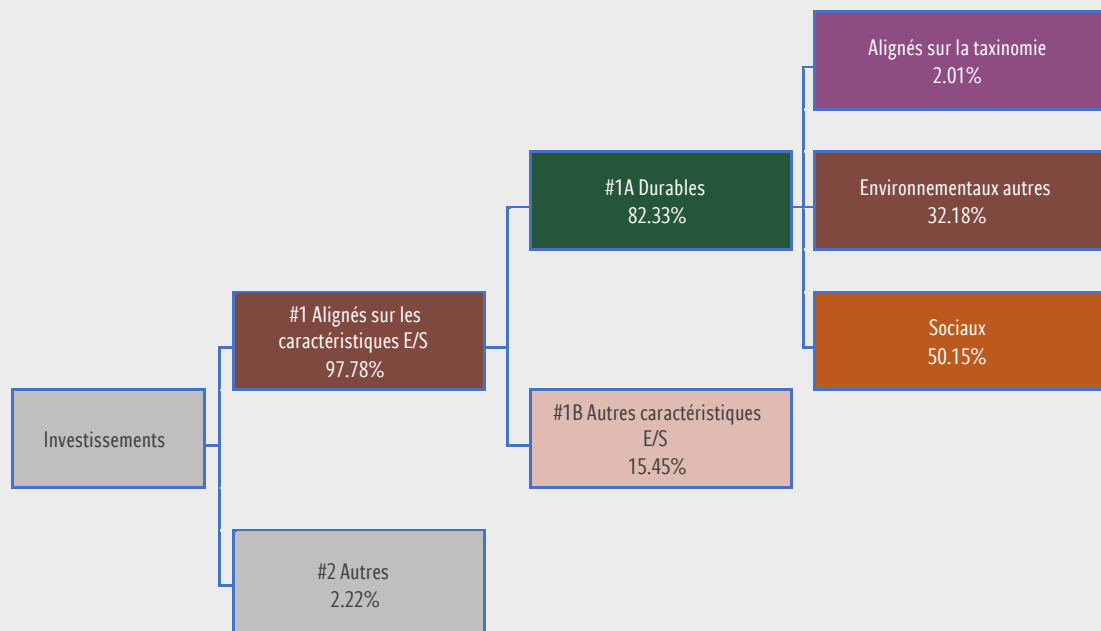 Alignés sur la taxinomie
2.01%
#1A Durables
82.33%
Environnementaux autres
32.18%
#1 Alignés sur les
caractéristiques E/S
97.78%
Sociaux
50.15%
Investissements
#1B Autres caractéristiques
E/S
15.45%
#2 Autres
2.22%